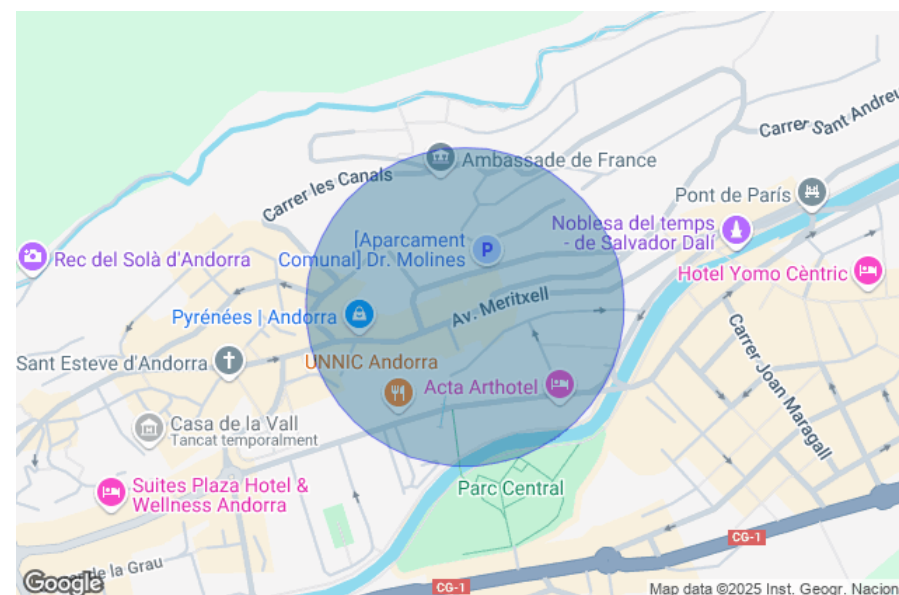 Carrer Sant Andreu
Ambassade de France
Carrer les Canals
Pont de París
Noblesa del temps
- de Salvador Dalí
[Aparcament
Comunal] Dr. Molines
P
Rec del Solà d'Andorra
Hotel Yomo Cèntric
Av. Meritxell
Pyrénées | Andorra
Carrer Joan Maragall
Sant Esteve d'Andorra
UNNIC Andorra
Acta Arthotel
Casa de la Vall
Tancat temporalment
Suites Plaza Hotel &
Wellness Andorra
Parc Central
CG-1
de la Grau
CG-1
Google
Map data ©2025 Inst. Geogr. Nacion